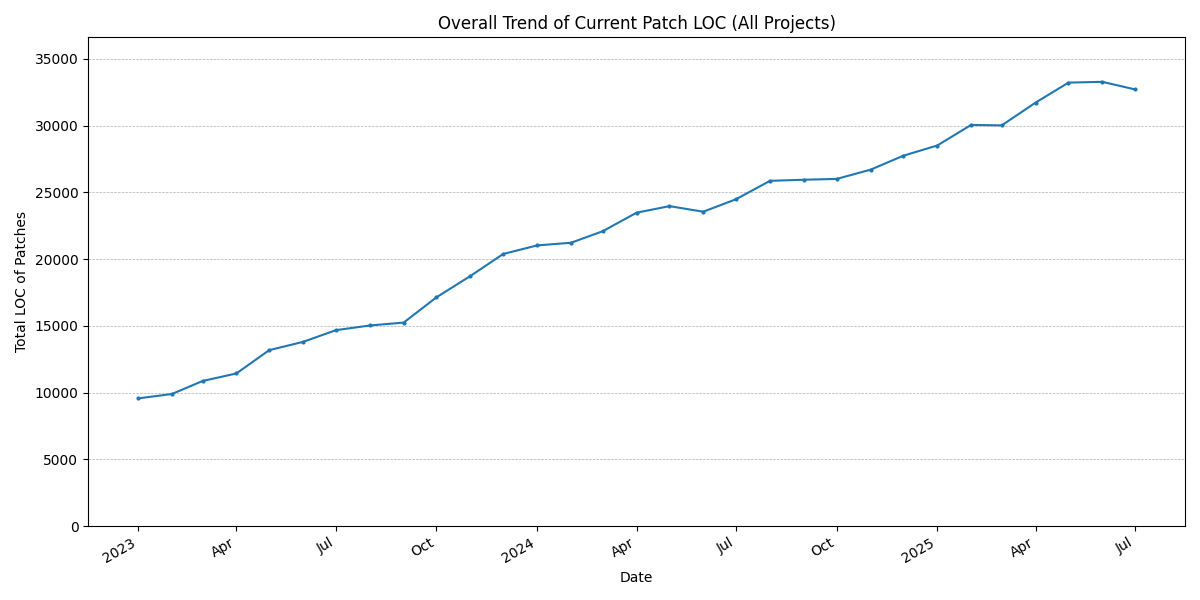 Overall Trend of Current Patch LOC (All Projects)
35000
30000
25000
20000
15000
10000
5000
0
Total LOC of Patches
2023
Apr
Jul
Oct
2024
Apr
Jul
Oct
2025
Apr
Jul
Date